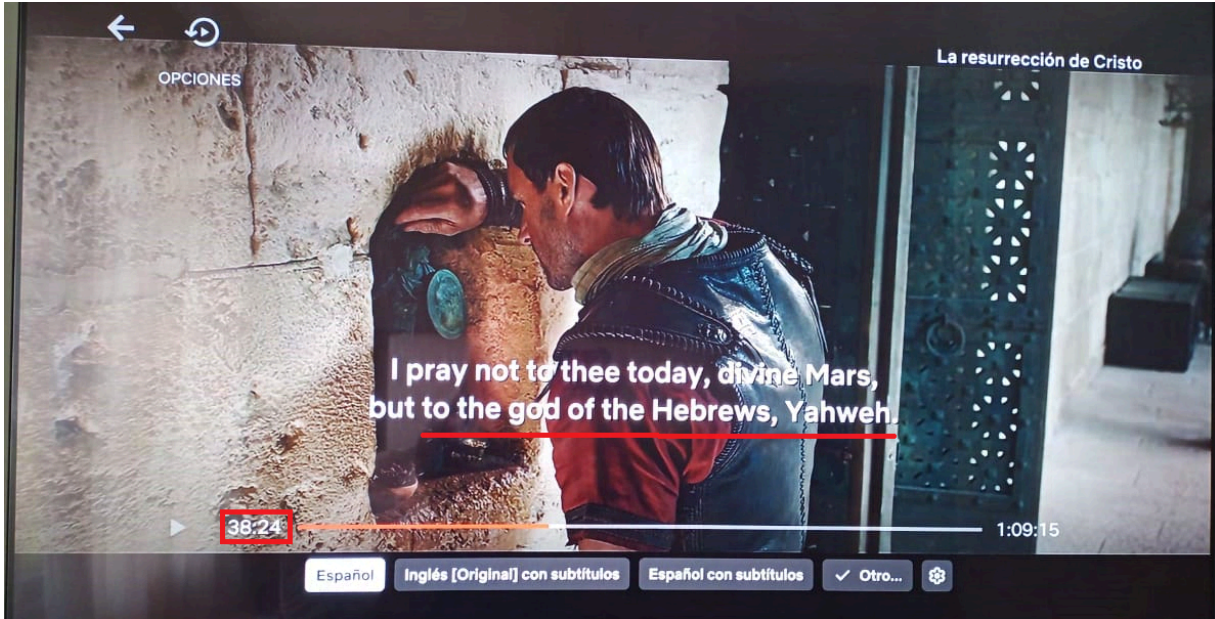 La resurrección de Cristo
OPCIONES
I pray not to thee today, divine Mars,
but to the god of the Hebrews, Yahweh.
38:24
1:09:15
Español
Inglés [Original] con subtítulos
Español con subtítulos
Otro...